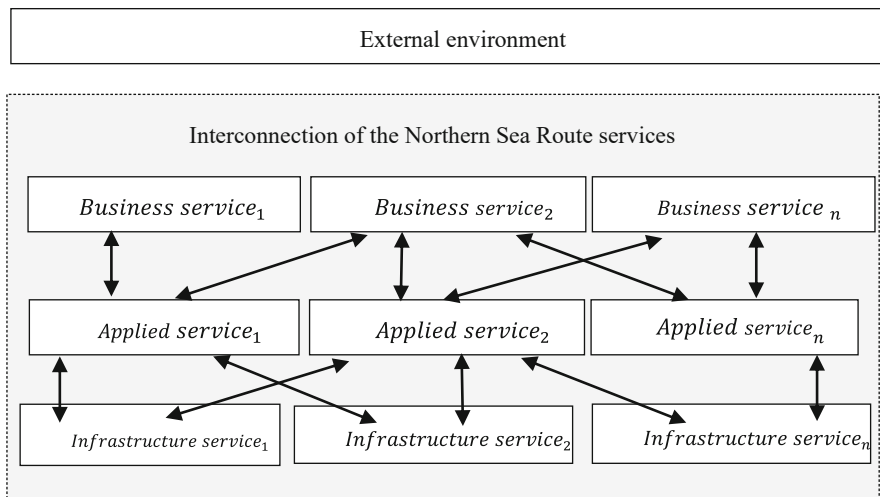 External environment
Interconnection of the Northern Sea Route services
Business service₁
Business service₂
Business service ₙ
Applied service₁
Applied service₂
Applied serviceₙ
Infrastructure service₁
Infrastructure service₂
Infrastructure serviceₙ